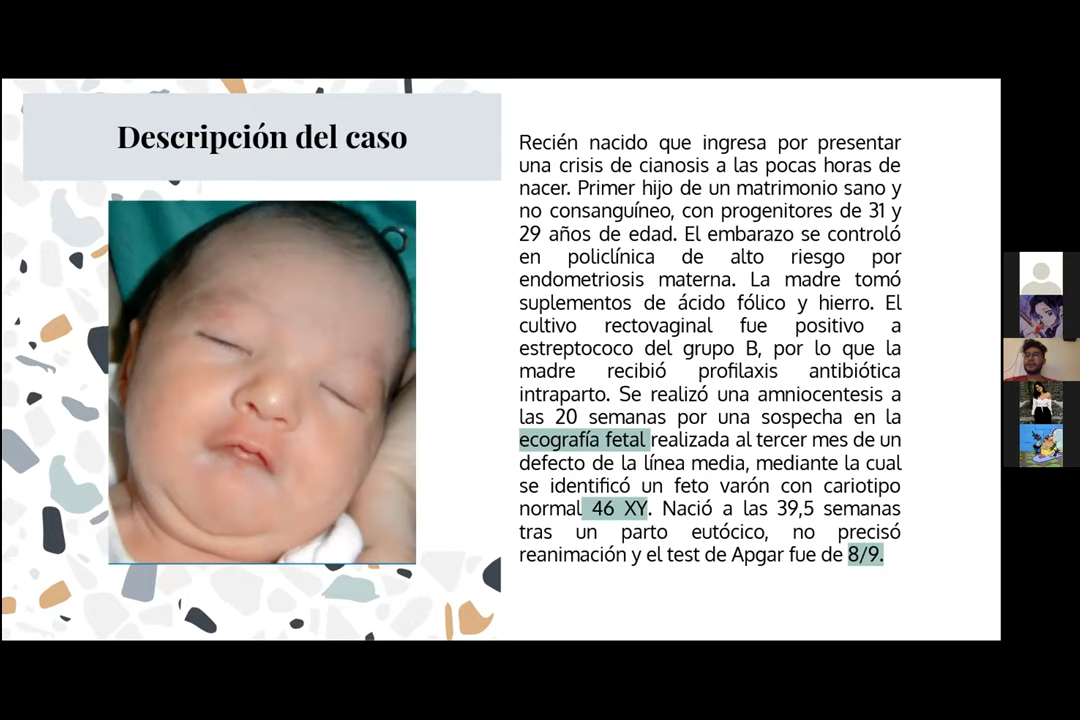 Descripción del caso
Recién nacido que ingresa por presentar
una crisis de cianosis a las pocas horas de
nacer. Primer hijo de un matrimonio sano y
no consanguíneo, con progenitores de 31 y
29 años de edad. El embarazo se controló
en policlínica de alto riesgo por
endometriosis materna. La madre tomó
suplementos de ácido fólico y hierro. El
cultivo rectovaginal fue positivo a
estreptococo del grupo B, por lo que la
madre recibió profilaxis antibiótica
intraparto. Se realizó una amniocentesis a
las 20 semanas por una sospecha en la
ecografía fetal realizada al tercer mes de un
defecto de la línea media, mediante la cual
se identificó un feto varón con cariotipo
normal 46 XY. Nació a las 39,5 semanas
tras un parto eutócico, no precisó
reanimación y el test de Apgar fue de 8/9.